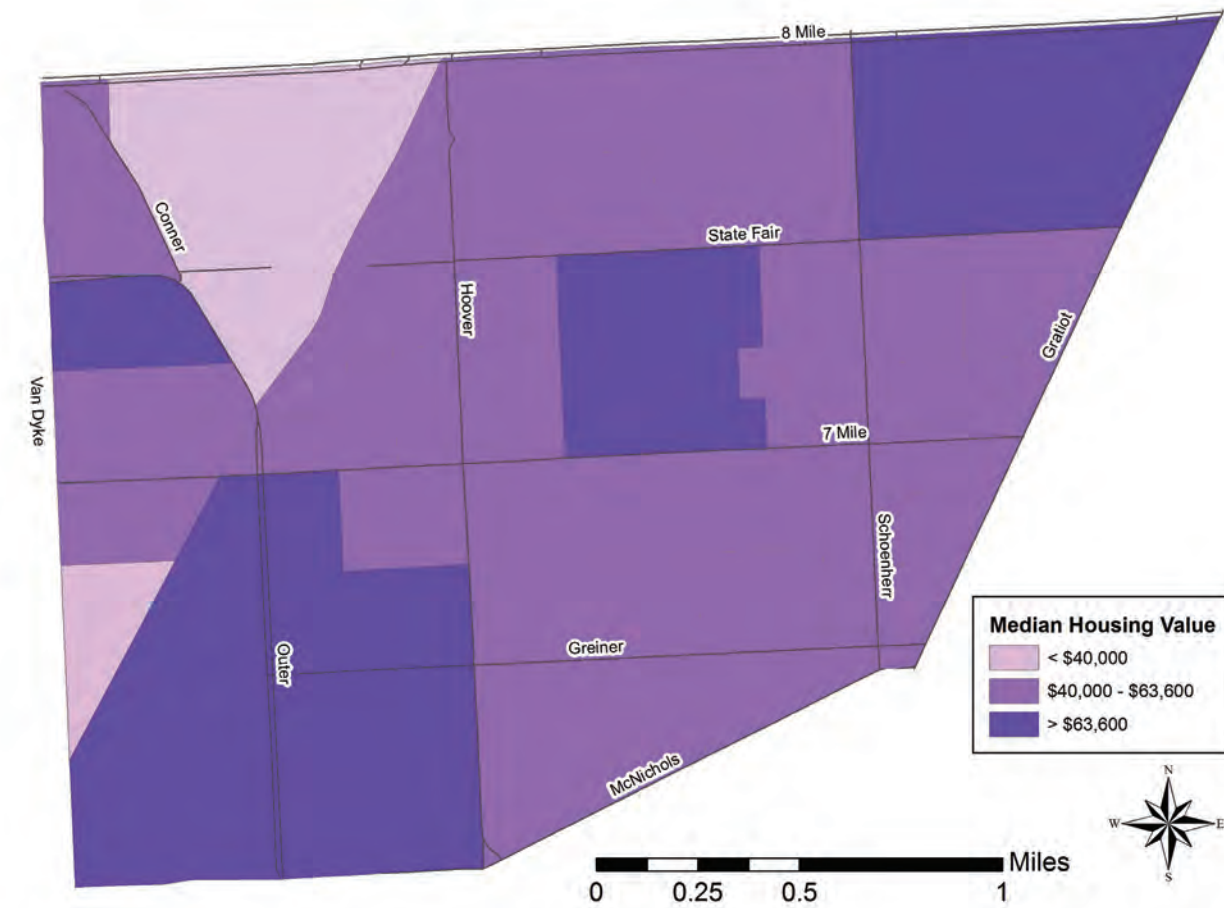 8 Mile
Conner
State Fair
Hoover
Gratiot
Van Dyke
7 Mile
Schoenherr
Outer
Greiner
McNichols
Median Housing Value
< $40,000
$40,000 - $63,600
> $63,600
N
W E
S
Miles
0 0.25 0.5 1